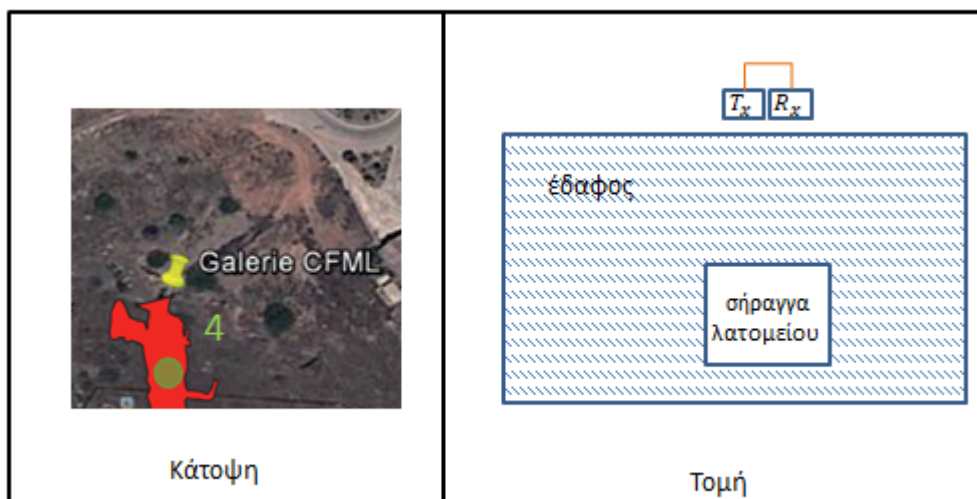 Galerie CFML
4
Κάτοψη
Tx Rx
έδαφος
σήραγγα
λατομείου
Τομή